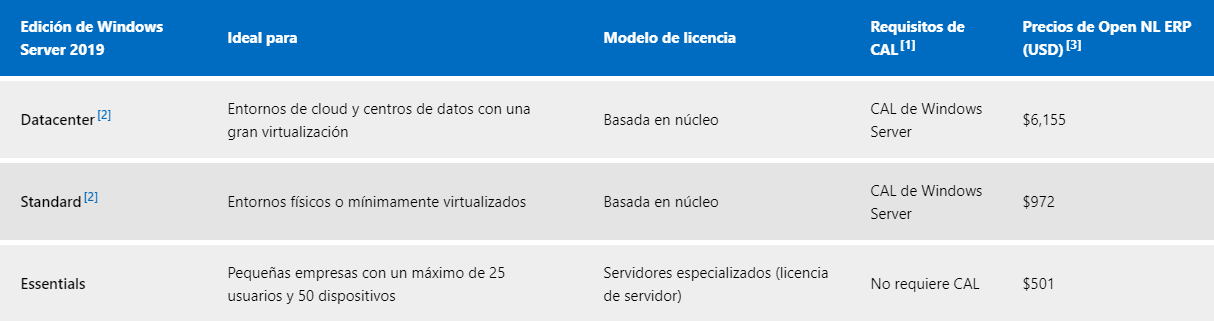 Edición de Windows
Server 2019
Ideal para
Modelo de licencia
Requisitos de
CAL[1]
Precios de Open NL ERP
(USD)[3]
Datacenter[2]
Entornos de cloud y centros de datos con una
gran virtualización
Basada en núcleo
CAL de Windows
Server
$6,155
Standard[2]
Entornos físicos o mínimamente virtualizados
Basada en núcleo
CAL de Windows
Server
$972
Essentials
Pequeñas empresas con un máximo de 25
usuarios y 50 dispositivos
Servidores especializados (licencia
de servidor)
No requiere CAL
$501